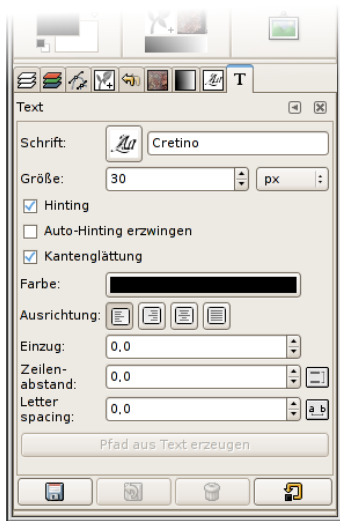 T
Text
Schrift: Aa Cretino
Größe: 30 px
Hinting
Auto-Hinting erzwingen
Kantenglättung
Farbe:
Ausrichtung:
Einzug: 0,0
Zeilen-
abstand: 0,0
Letter
spacing: 0,0 a b
Pfad aus Text erzeugen